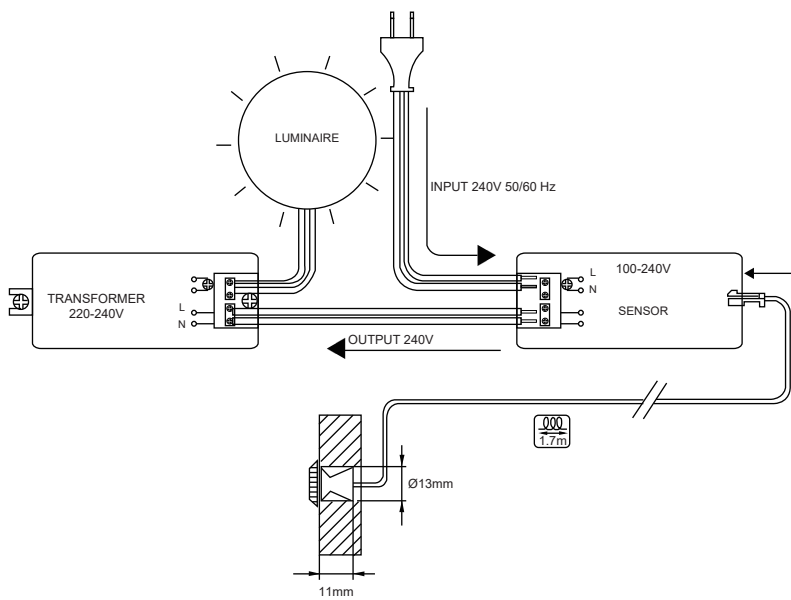 LUMINAIRE
INPUT 240V 50/60 Hz
TRANSFORMER
220-240V
L
N
L
N
100-240V
SENSOR
OUTPUT 240V
1.7m
Ø13mm
11mm